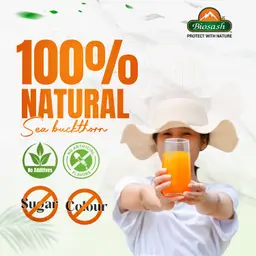 Biosash
PROTECT WITH NATURE
100%
NATURAL
Sea buckthorn
No Additives
Sugar
Colour